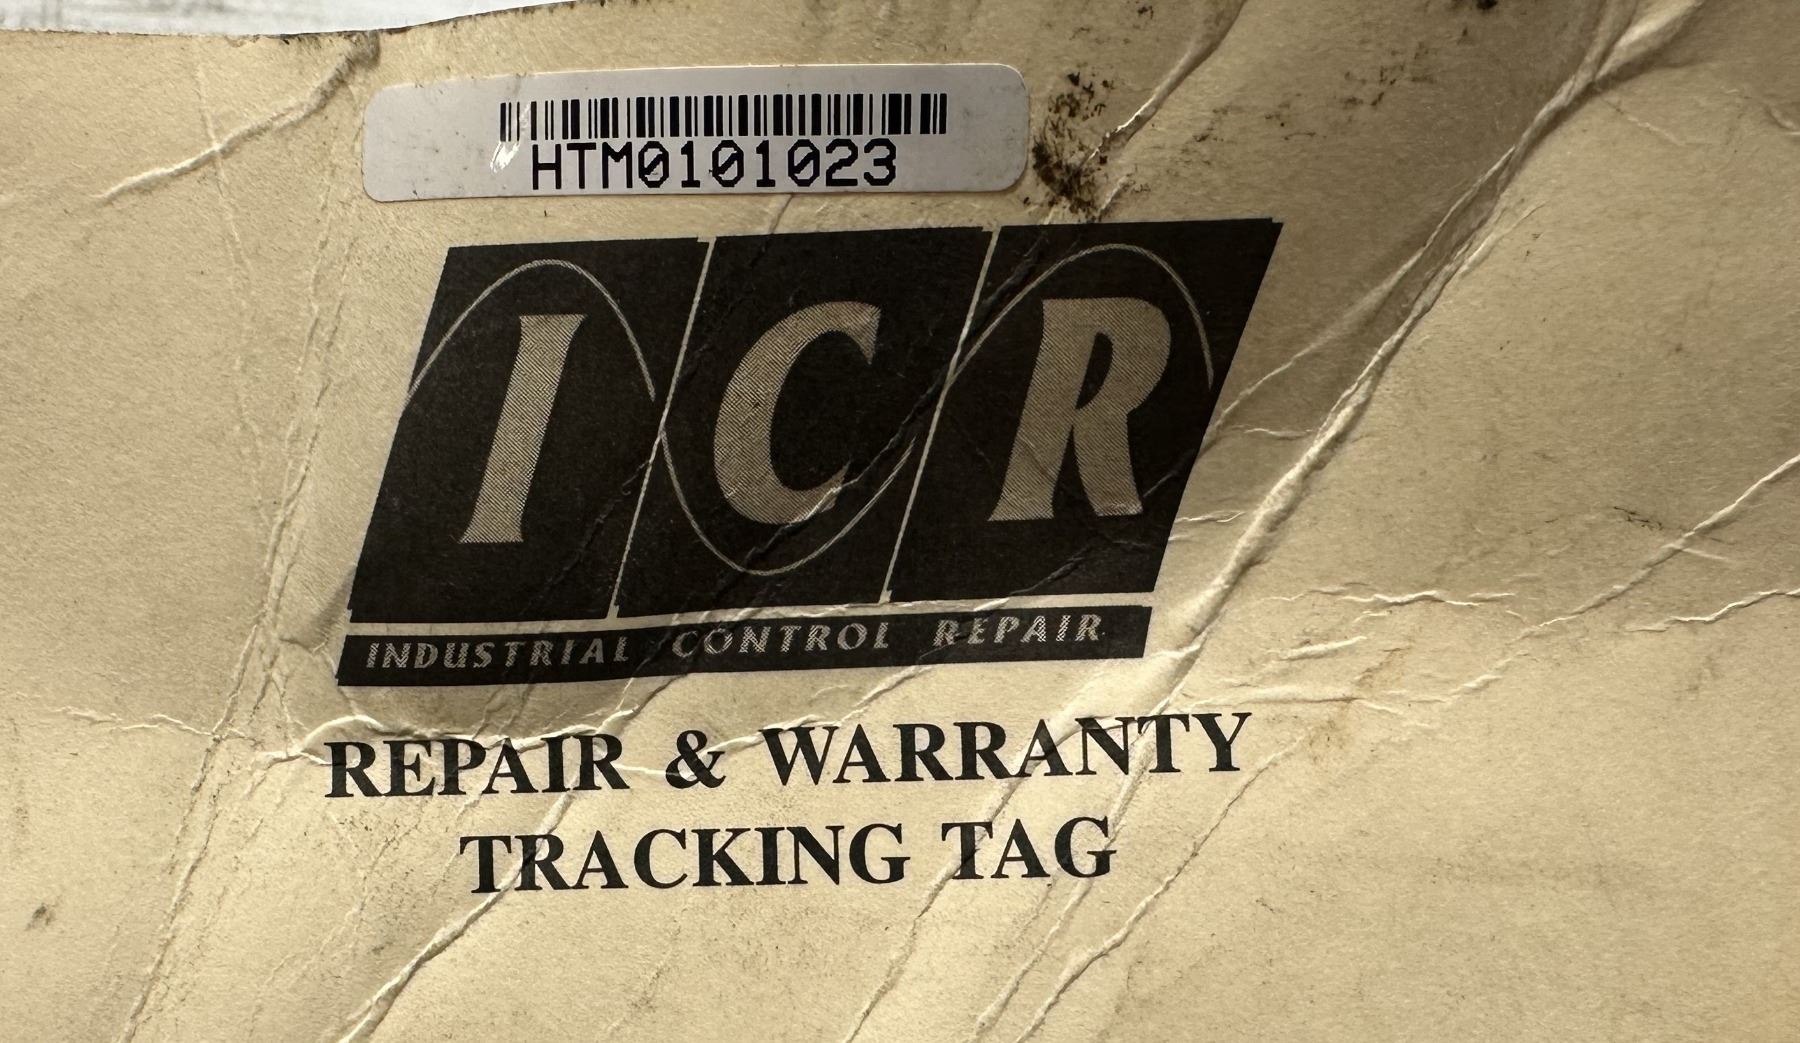 HTM0101023
ICR
INDUSTRIAL CONTROL REPAIR
REPAIR & WARRANTY
TRACKING TAG